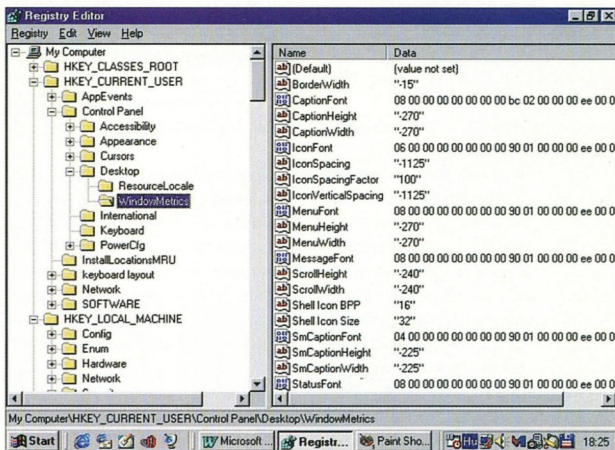 Registry Editor
Registry Edit View Help
My Computer
HKEY_CLASSES_ROOT
HKEY_CURRENT_USER
AppEvents
Control Panel
Accessibility
Appearance
Cursors
Desktop
ResourceLocale
WindowMetrics
International
Keyboard
PowerCfg
InstallLocationsMRU
keyboard layout
Network
SOFTWARE
HKEY_LOCAL_MACHINE
Config
Enum
Hardware
Network
Name Data
(Default) (value not set)
BorderWidth "-15"
CaptionFont 08 00 00 00 00 00 00 00 bc 02 00 00 00 ee 00 0
CaptionHeight "-270"
CaptionWidth "-270"
IconFont 06 00 00 00 00 00 00 00 90 01 00 00 00 ee 00 0
IconSpacing "-1125"
IconSpacingFactor "100"
IconVerticalSpacing "-1125"
MenuFont 08 00 00 00 00 00 00 00 90 01 00 00 00 ee 00 0
MenuHeight "-270"
MenuWidth "-270"
MessageFont 08 00 00 00 00 00 00 00 90 01 00 00 00 ee 00 0
ScrollHeight "-240"
ScrollWidth "-240"
Shell Icon BPP "16"
Shell Icon Size "32"
SmCaptionFont 04 00 00 00 00 00 00 00 90 01 00 00 00 ee 00 0
SmCaptionHeight "-225"
SmCaptionWidth "-225"
StatusFont 08 00 00 00 00 00 00 00 90 01 00 00 00 ee 00 0
My Computer\HKEY_CURRENT_USER\Control Panel\Desktop\WindowMetrics
Start Microsoft ... Registr... Paint Sho... Hu 18:25